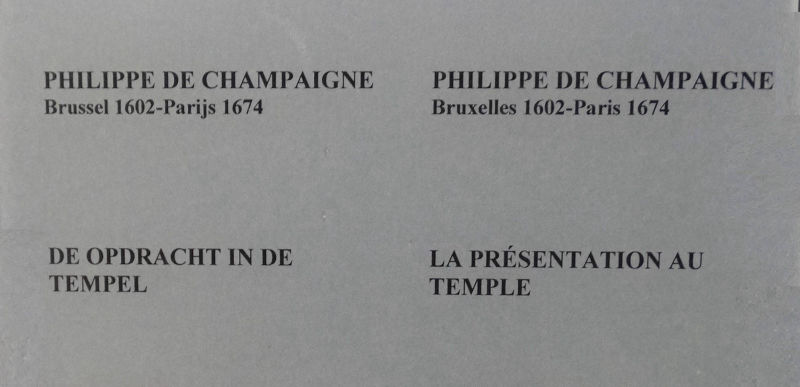 PHILIPPE DE CHAMPAIGNE
Brussel 1602-Parijs 1674
DE OPDRACHT IN DE
TEMPEL
PHILIPPE DE CHAMPAIGNE
Bruxelles 1602-Paris 1674
LA PRÉSENTATION AU
TEMPLE